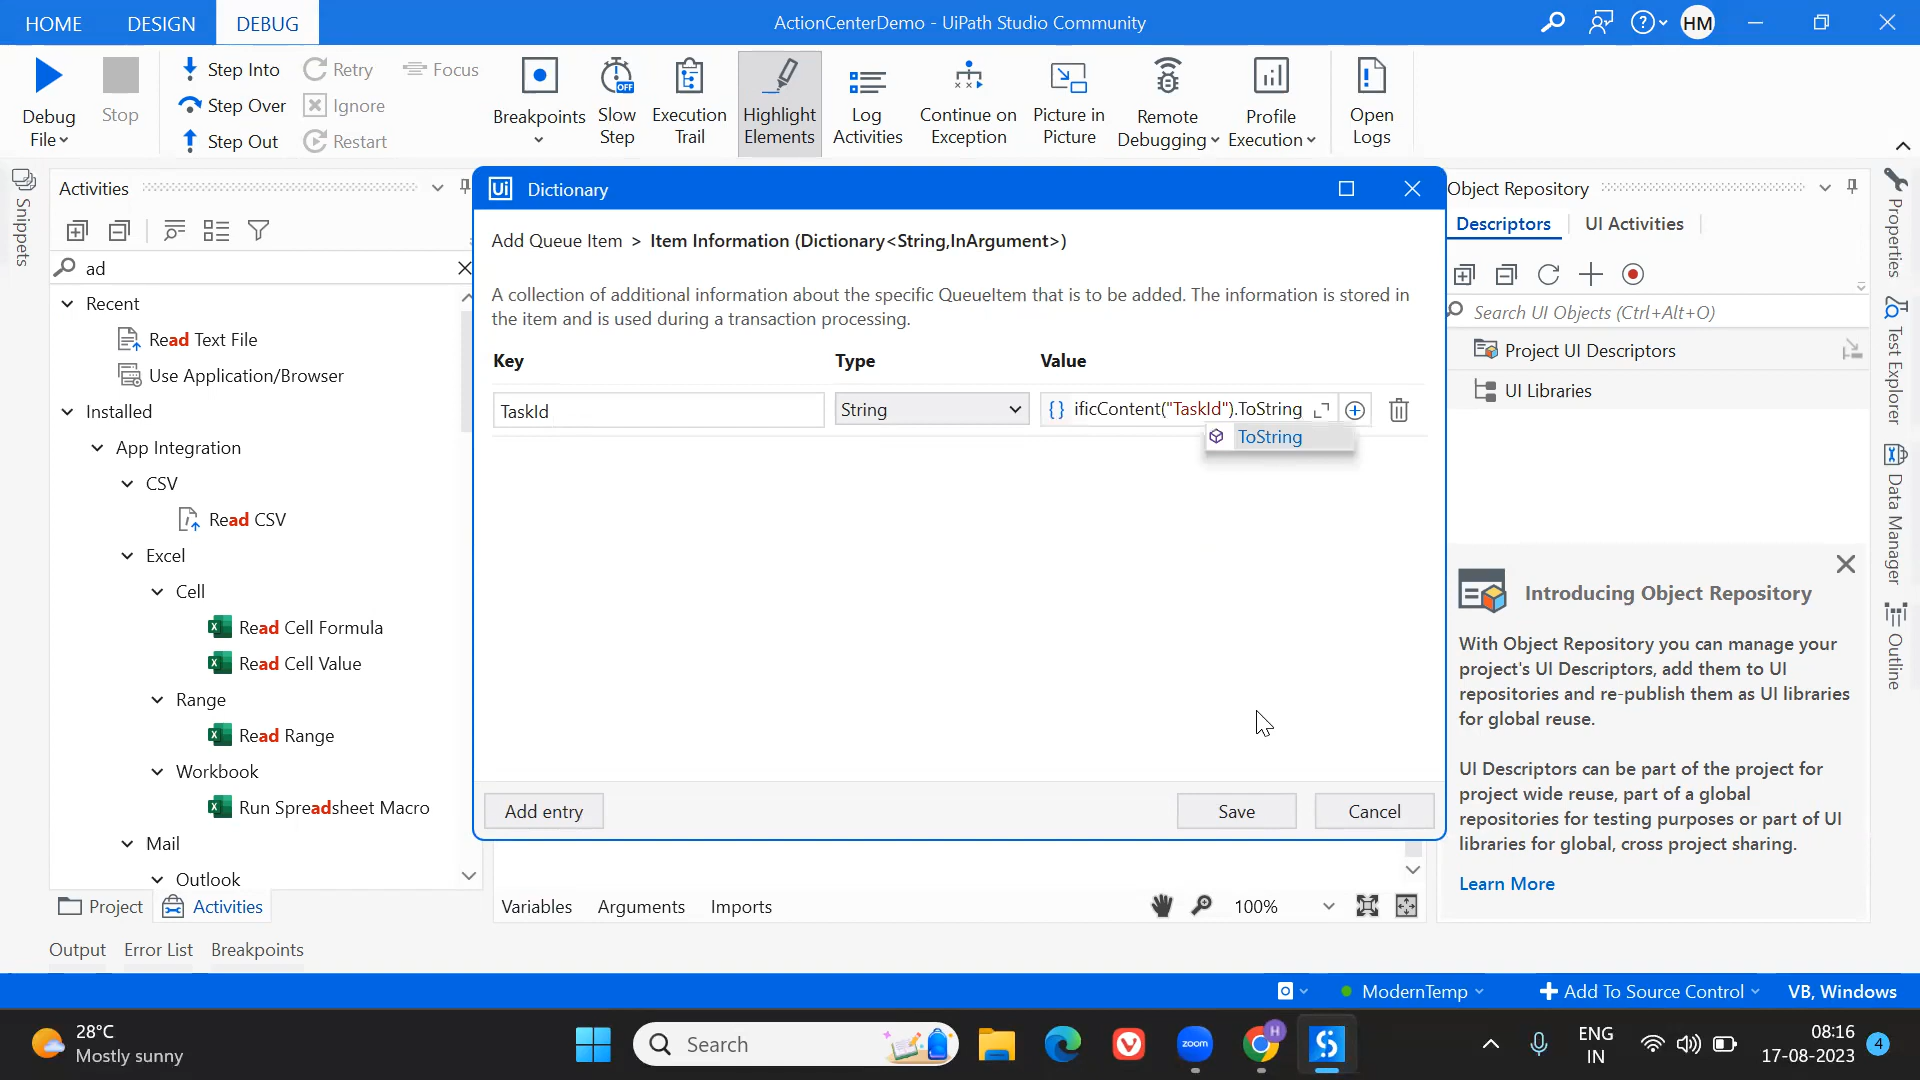 HOME
DESIGN
DEBUG
ActionCenterDemo - UiPath Studio Community
HM
Debug
File
Stop
Step Into
Step Over
Step Out
Retry
Ignore
Restart
Focus
Breakpoints
OFF
Slow
Step
Execution
Trail
Highlight
Elements
Log
Activities
Continue on
Exception
Picture in
Picture
Remote
Debugging
Profile
Execution
Open
Logs
Snippets
Activities
ad
Recent
Read Text File
Use Application/Browser
Installed
App Integration
CSV
Read CSV
Excel
Cell
Read Cell Formula
Read Cell Value
Range
Read Range
Workbook
Run Spreadsheet Macro
Mail
Outlook
Project
Activities
Ui Dictionary
Add Queue Item > Item Information (Dictionary<String,InArgument>)
A collection of additional information about the specific QueueItem that is to be added. The information is stored in
the item and is used during a transaction processing.
Key Type Value
TaskId
String
{} ificContent("TaskId").ToString
ToString
Add entry
Save
Cancel
Variables
Arguments
Imports
100%
Object Repository
Descriptors
UI Activities
Search UI Objects (Ctrl+Alt+O)
Project UI Descriptors
UI Libraries
Introducing Object Repository
With Object Repository you can manage your
project's UI Descriptors, add them to UI
repositories and re-publish them as UI libraries
for global reuse.
UI Descriptors can be part of the project for
project wide reuse, part of a global
repositories for testing purposes or part of UI
libraries for global, cross project sharing.
Learn More
Properties
Test Explorer
Data Manager
Outline
Output
Error List
Breakpoints
ModernTemp
Add To Source Control
VB, Windows
28°C
Mostly sunny
Search
zoom
H
ENG
IN
08:16
17-08-2023
4